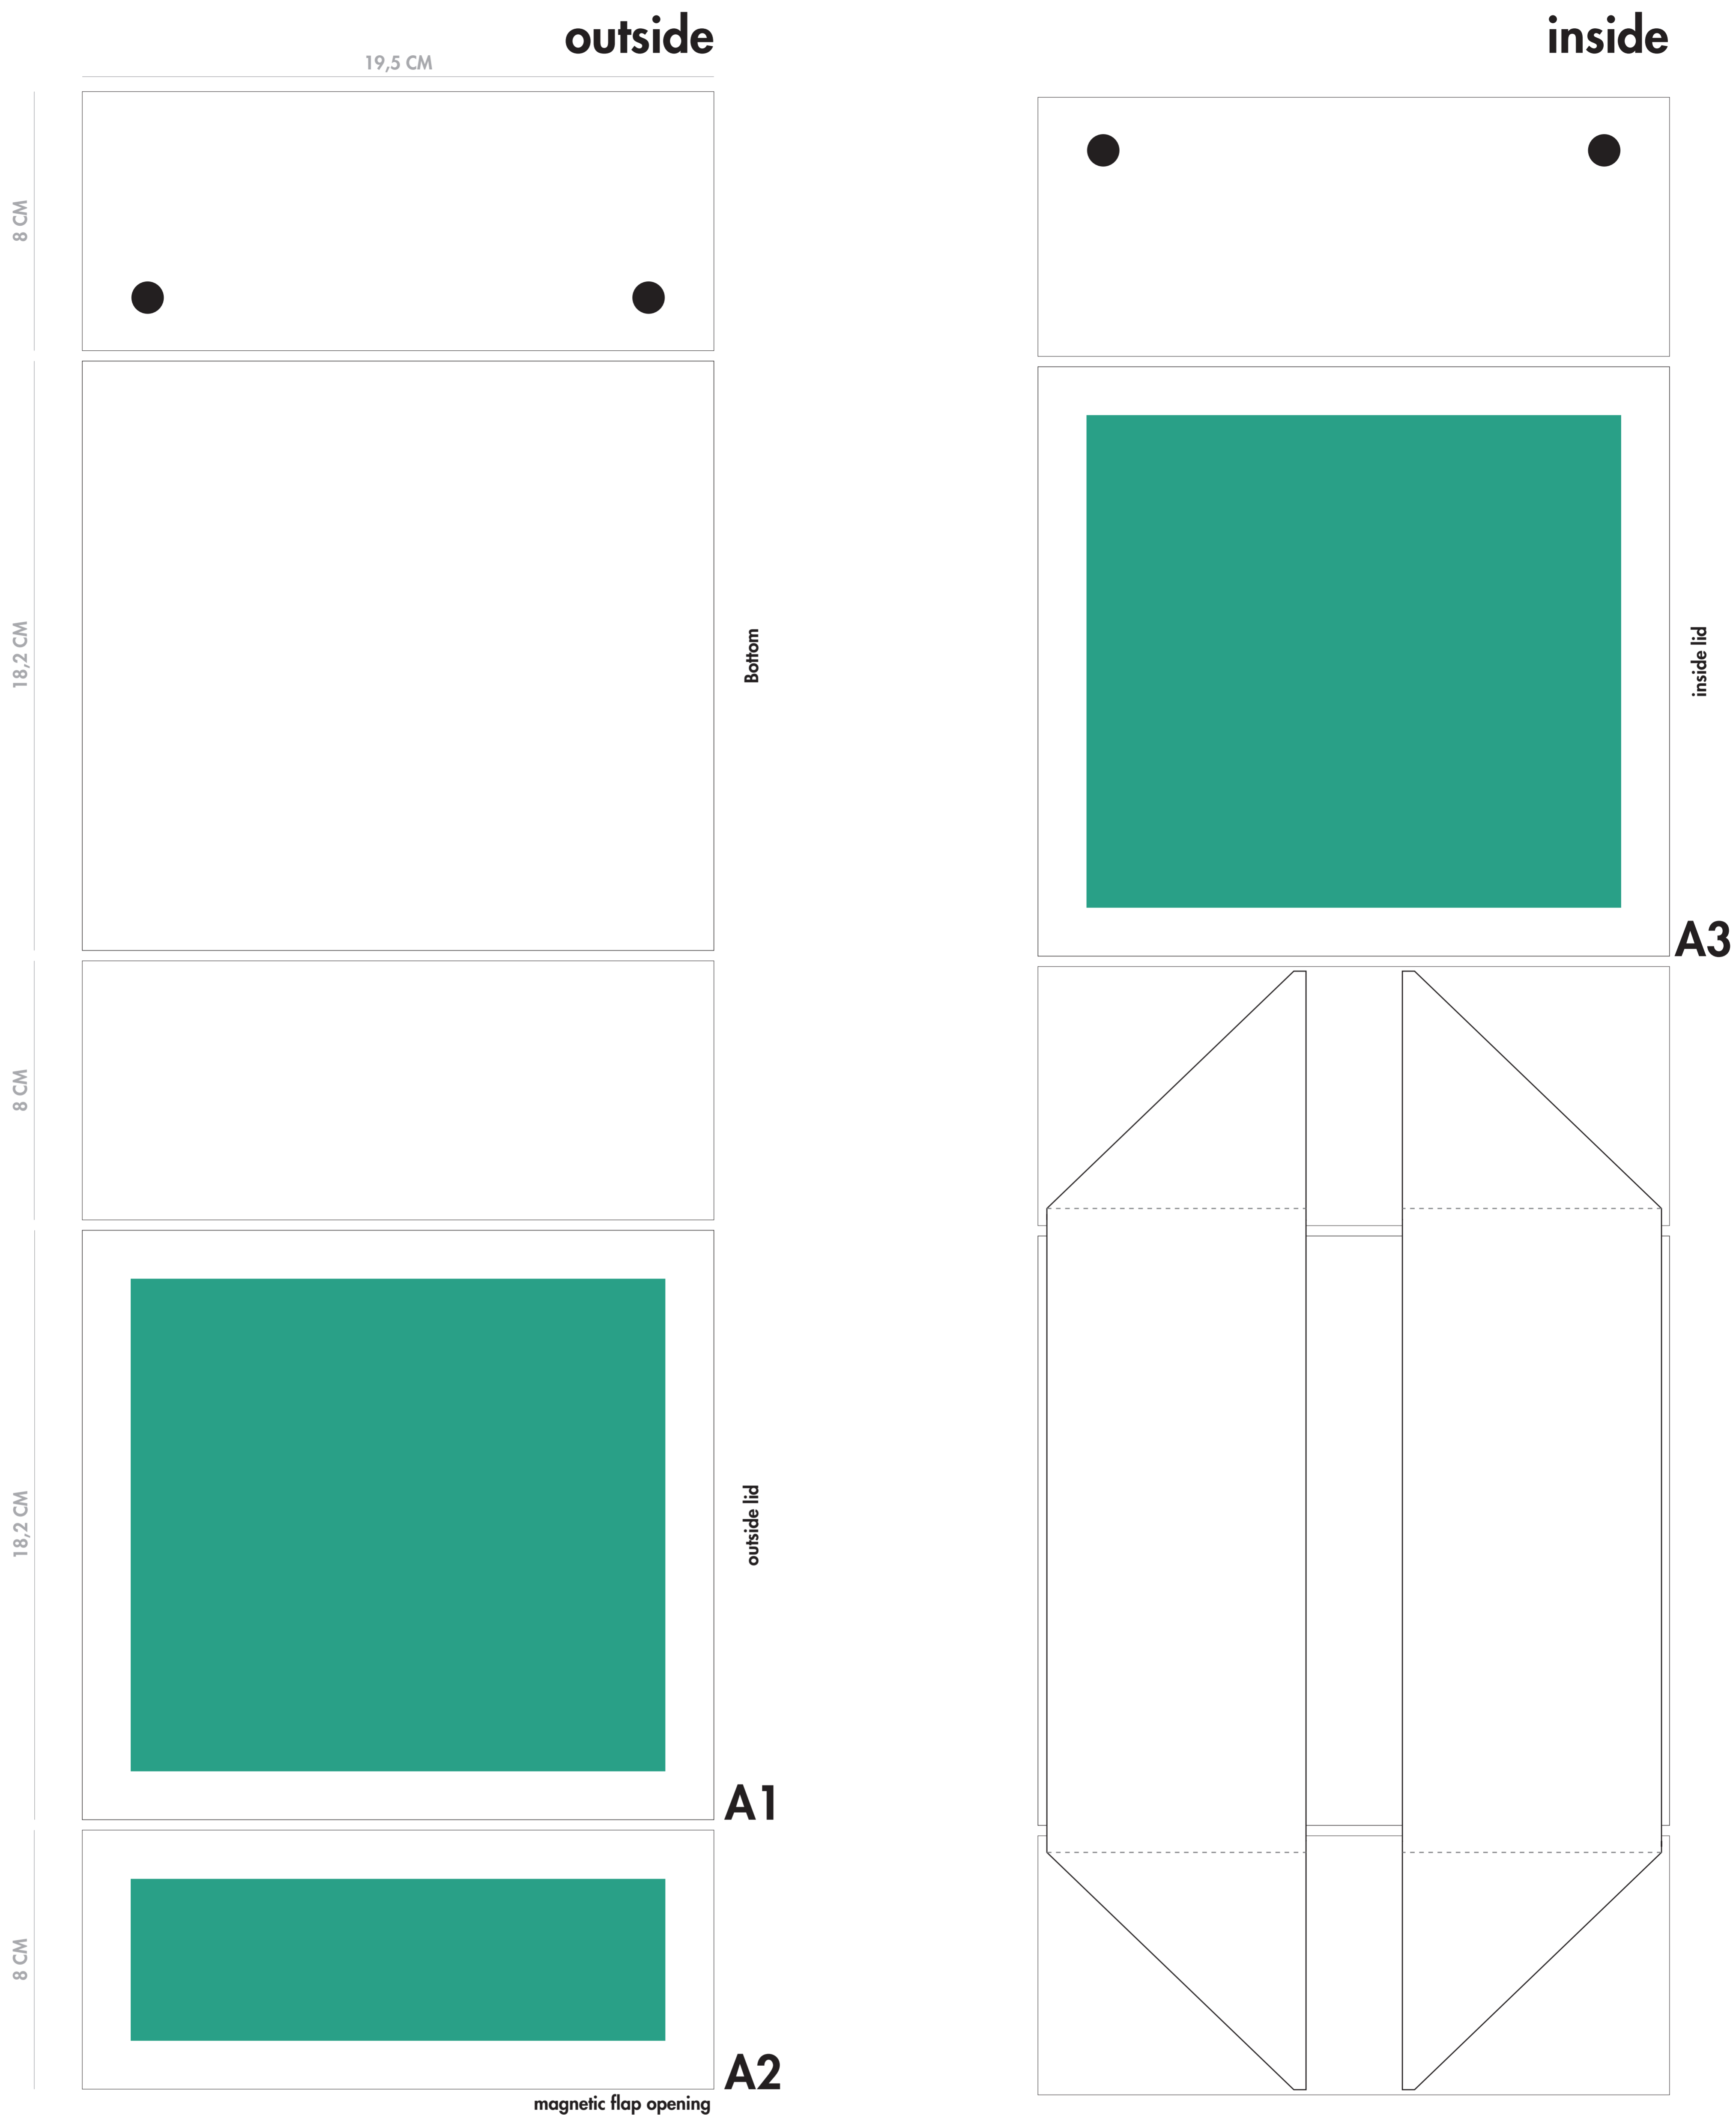 outside
inside
19,5 CM
8 CM
18,2 CM
Bottom
inside lid
A3
8 CM
18,2 CM
outside lid
A1
8 CM
A2
magnetic flap opening